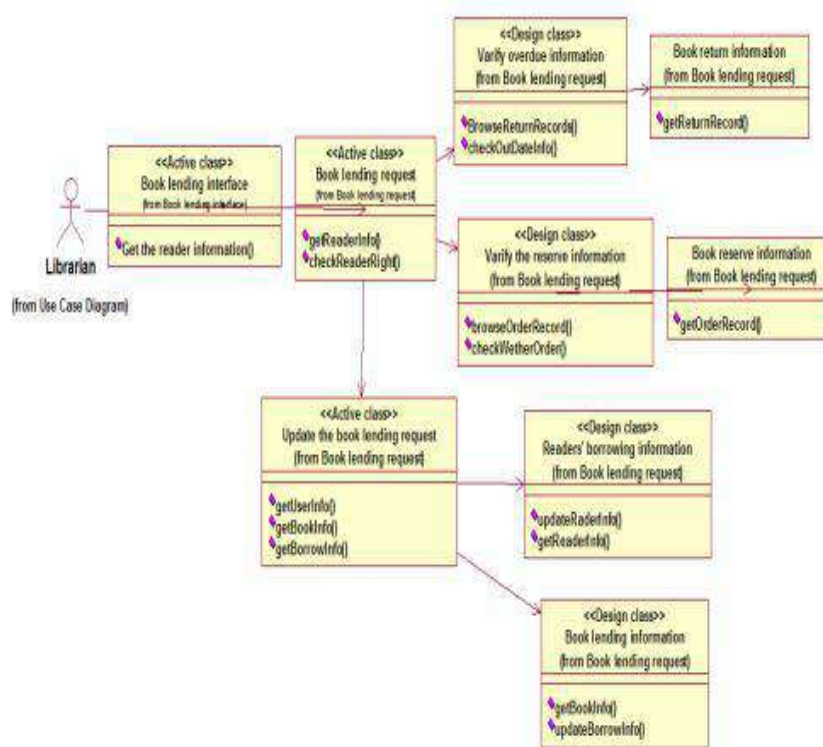 Librarian
(from Use Case Diagram)
<<Active class>>
Book lending interface
(from Book lending interface)
Get the reader information()
<<Active class>>
Book lending request
(from Book lending request)
getReaderInfo()
checkReaderRight()
<<Design class>>
Varify overdue information
(from Book lending request)
BrowseReturnRecords()
checkOutDateInfo()
Book return information
(from Book lending request)
getReturnRecord()
<<Design class>>
Varify the reserve information
(from Book lending request)
browseOrderRecord()
checkWetherOrder()
Book reserve information
(from Book lending request)
getOrderRecord()
<<Active class>>
Update the book lending request
(from Book lending request)
getUserInfo()
getBookInfo()
getBorrowInfo()
<<Design class>>
Readers' borrowing information
(from Book lending request)
updateRaderInfo()
getReaderInfo()
<<Design class>>
Book lending information
(from Book lending request)
getBookInfo()
updateBorrowInfo()